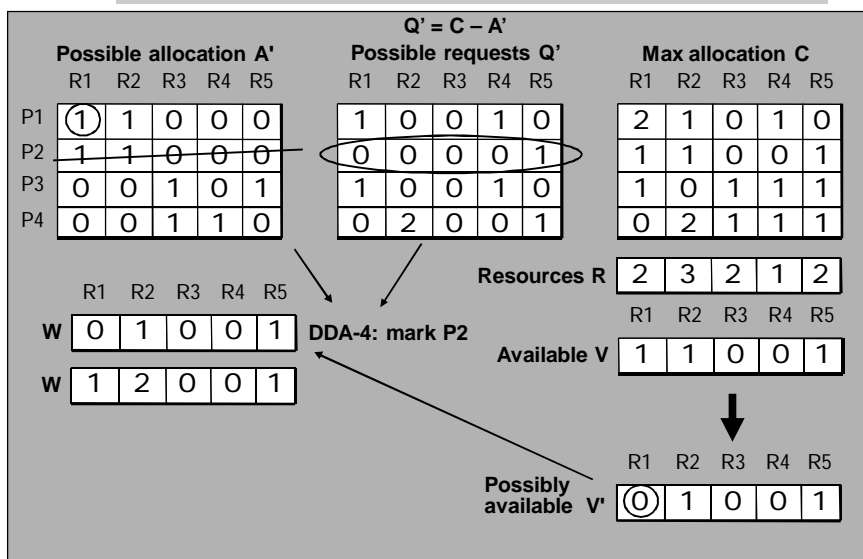 Q' = C – A'
Possible allocation A' Possible requests Q' Max allocation C
R1 R2 R3 R4 R5 R1 R2 R3 R4 R5 R1 R2 R3 R4 R5
P1 1 1 0 0 0 1 0 0 1 0 2 1 0 1 0
P2 1 1 0 0 0 0 0 0 0 1 1 1 0 0 1
P3 0 0 1 0 1 1 0 0 1 0 1 0 1 1 1
P4 0 0 1 1 0 0 2 0 0 1 0 2 1 1 1
Resources R 2 3 2 1 2
R1 R2 R3 R4 R5
W 0 1 0 0 1 DDA-4: mark P2
W 1 2 0 0 1
R1 R2 R3 R4 R5
Available V 1 1 0 0 1
R1 R2 R3 R4 R5
Possibly
available V' 0 1 0 0 1